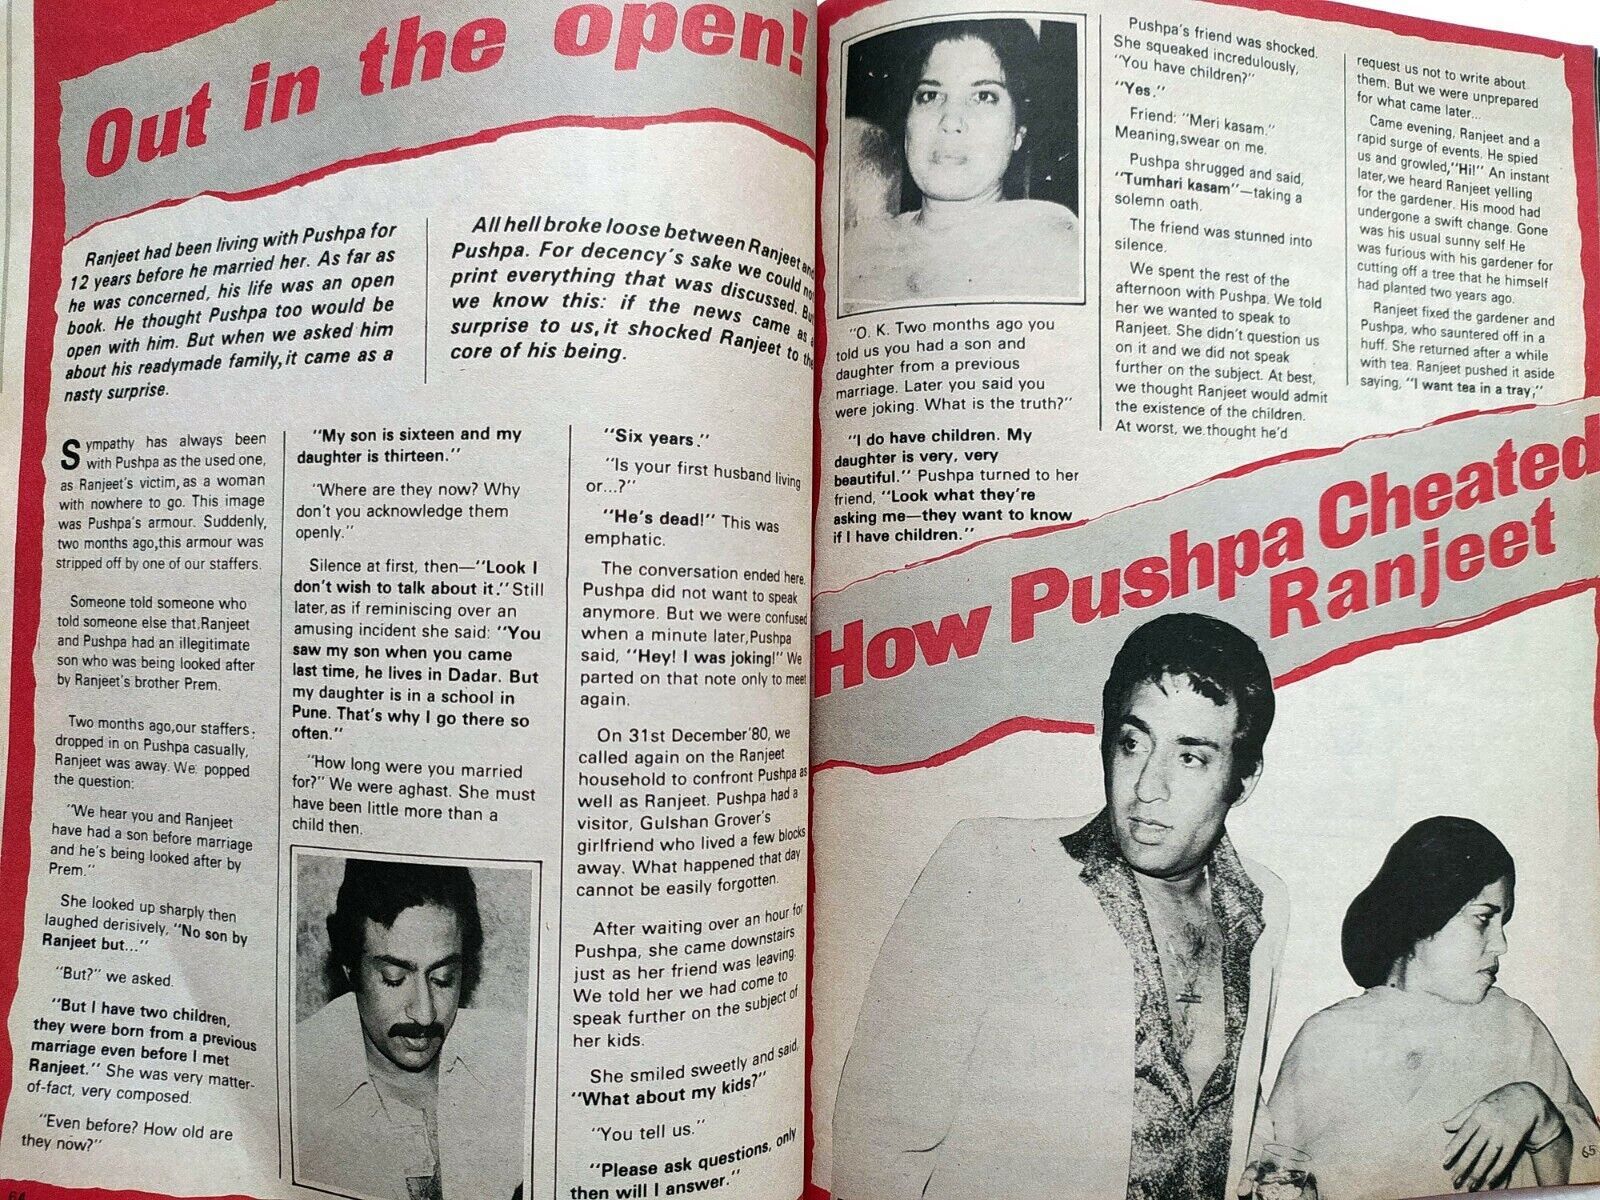 Out in the open!
Ranjeet had been living with Pushpa for
12 years before he married her. As far as
he was concerned, his life was an open
book. He thought Pushpa too would be
open with him. But when we asked him
about his readymade family, it came as a
nasty surprise.
All hell broke loose between Ranjeet and
Pushpa. For decency's sake we could not
print everything that was discussed. But
we know this: if the news came as a
surprise to us, it shocked Ranjeet to the
core of his being.
Sympathy has always been
with Pushpa as the used one,
as Ranjeet's victim, as a woman
with nowhere to go. This image
was Pushpa's armour. Suddenly,
two months ago, this armour was
stripped off by one of our staffers.
Someone told someone who
told someone else that Ranjeet
and Pushpa had an illegitimate
son who was being looked after
by Ranjeet's brother Prem.
Two months ago, our staffers
dropped in on Pushpa casually,
Ranjeet was away. We popped
the question:
"We hear you and Ranjeet
have had a son before marriage
and he's being looked after by
Prem."
She looked up sharply then
laughed derisively, "No son by
Ranjeet but..."
"But?" we asked.
"But I have two children,
they were born from a previous
marriage even before I met
Ranjeet." She was very matter-
of-fact, very composed.
"Even before? How old are
they now?"
"My son is sixteen and my
daughter is thirteen."
"Where are they now? Why
don't you acknowledge them
openly."
Silence at first, then—"Look I
don't wish to talk about it." Still
later, as if reminiscing over an
amusing incident she said: "You
saw my son when you came
last time, he lives in Dadar. But
my daughter is in a school in
Pune. That's why I go there so
often."
"How long were you married
for?" We were aghast. She must
have been little more than a
child then.
"Six years."
"Is your first husband living
or...?"
"He's dead!" This was
emphatic.
The conversation ended here.
Pushpa did not want to speak
anymore. But we were confused
when a minute later, Pushpa
said, "Hey! I was joking!" We
parted on that note only to meet
again.
On 31st December '80, we
called again on the Ranjeet
household to confront Pushpa as
well as Ranjeet. Pushpa had a
visitor, Gulshan Grover's
girlfriend who lived a few blocks
away. What happened that day
cannot be easily forgotten.
After waiting over an hour for
Pushpa, she came downstairs
just as her friend was leaving.
We told her we had come to
speak further on the subject of
her kids.
She smiled sweetly and said,
"What about my kids?"
"You tell us."
"Please ask questions, only
then will I answer."
64
"O. K. Two months ago you
told us you had a son and
daughter from a previous
marriage. Later you said you
were joking. What is the truth?"
"I do have children. My
daughter is very, very
beautiful." Pushpa turned to her
friend, "Look what they're
asking me—they want to know
if I have children."
Pushpa's friend was shocked.
She squeaked incredulously,
"You have children?"
"Yes."
Friend: "Meri kasam."
Meaning, swear on me.
Pushpa shrugged and said,
"Tumhari kasam"—taking a
solemn oath.
The friend was stunned into
silence.
We spent the rest of the
afternoon with Pushpa. We told
her we wanted to speak to
Ranjeet. She didn't question us
on it and we did not speak
further on the subject. At best,
we thought Ranjeet would admit
the existence of the children.
At worst, we thought he'd
request us not to write about
them. But we were unprepared
for what came later...
Came evening, Ranjeet and a
rapid surge of events. He spied
us and growled, "Hi!" An instant
later, we heard Ranjeet yelling
for the gardener. His mood had
undergone a swift change. Gone
was his usual sunny self. He
was furious with his gardener for
cutting off a tree that he himself
had planted two years ago.
Ranjeet fixed the gardener and
Pushpa, who sauntered off in a
huff. She returned after a while
with tea. Ranjeet pushed it aside
saying, "I want tea in a tray,"
How Pushpa Cheated
Ranjeet
65